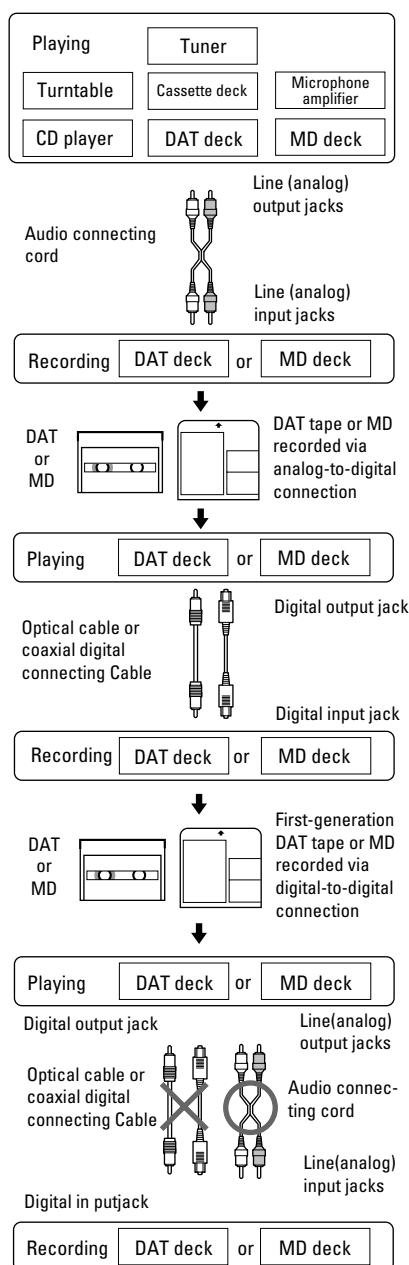 Playing
Tuner
Turntable
Cassette deck
Microphone
amplifier
CD player
DAT deck
MD deck
Line (analog)
output jacks
Audio connecting
cord
Line (analog)
input jacks
Recording DAT deck or MD deck
DAT
or
MD
DAT tape or MD
recorded via
analog-to-digital
connection
Playing DAT deck or MD deck
Digital output jack
Optical cable or
coaxial digital
connecting Cable
Digital input jack
Recording DAT deck or MD deck
DAT
or
MD
First-generation
DAT tape or MD
recorded via
digital-to-digital
connection
Playing DAT deck or MD deck
Digital output jack
Line(analog)
output jacks
Optical cable or
coaxial digital
connecting Cable
Audio connec-
ting cord
Line(analog)
input jacks
Digital in putjack
Recording DAT deck or MD deck